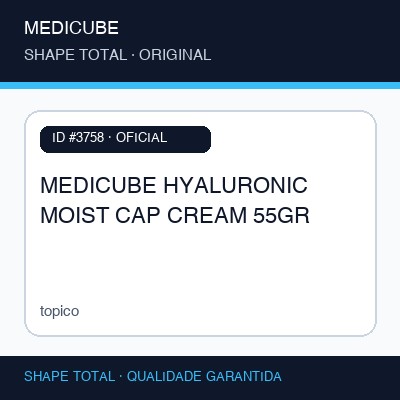 MEDICUBE
SHAPE TOTAL · ORIGINAL
ID #3758 · OFICIAL
MEDICUBE HYALURONIC
MOIST CAP CREAM 55GR
topico
SHAPE TOTAL · QUALIDADE GARANTIDA